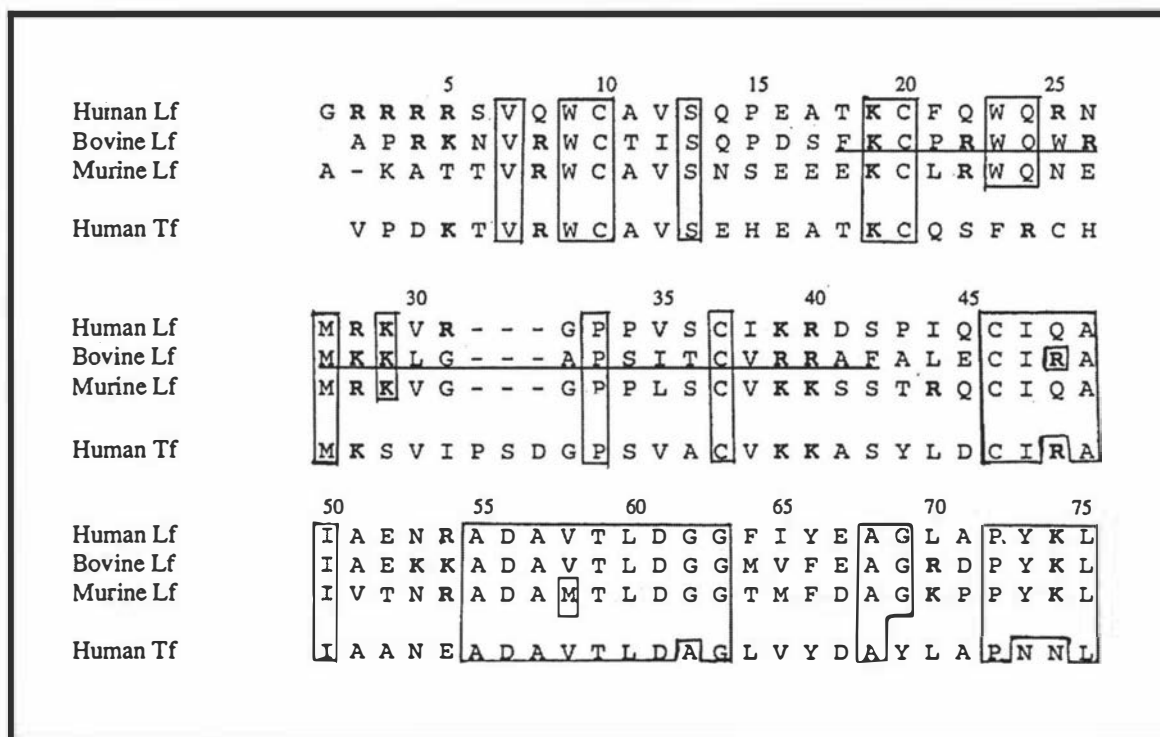 5 10 15 20 25
Human Lf G R R R R S V Q W C A V S Q P E A T K C F Q W Q R N
Bovine Lf A P R K N V R W C T I S Q P D S F K C P R W Q W R
Murine Lf A - K A T T V R W C A V S N S E E E K C L R W Q N E
Human Tf V P D K T V R W C A V S E H E A T K C Q S F R C H
30 35 40 45
Human Lf M R K V R - - - G P P V S C I K R D S P I Q C I Q A
Bovine Lf M K K L G - - - A P S I T C V R R A F A L E C I R A
Murine Lf M R K V G - - - G P P L S C V K K S S T R Q C I Q A
Human Tf M K S V I P S D G P S V A C V K K A S Y L D C I R A
50 55 60 65 70 75
Human Lf I A E N R A D A V T L D G G F I Y E A G L A P Y K L
Bovine Lf I A E K K A D A V T L D G G M V F E A G R D P Y K L
Murine Lf I V T N R A D A M T L D G G T M F D A G K P P Y K L
Human Tf I A A N E A D A V T L D A G L V Y D A Y L A P N N L